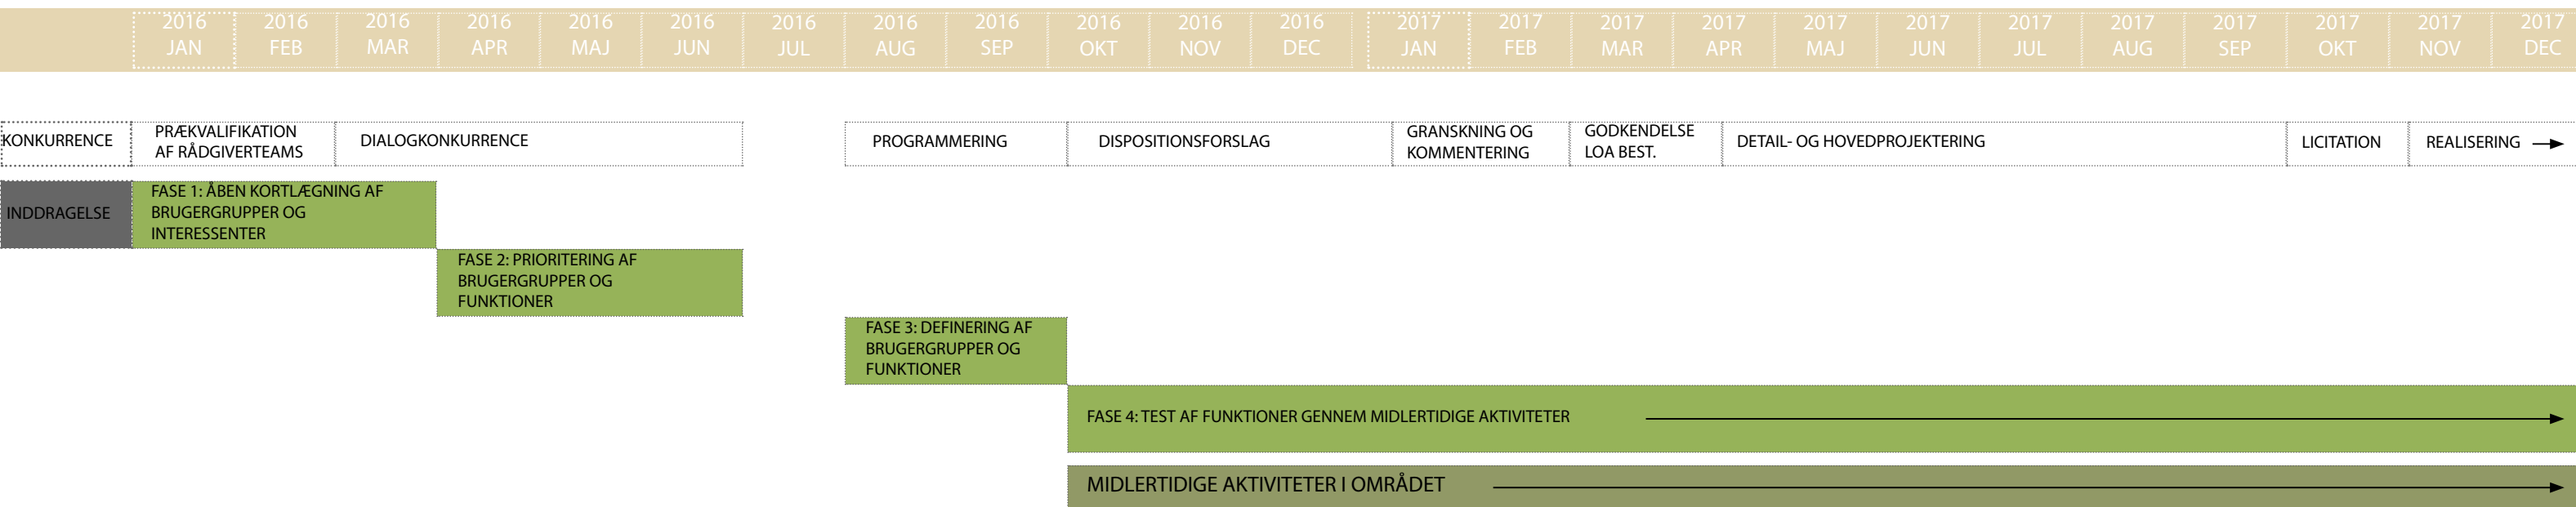 2016 2016 2016 2016 2016 2016 2016 2016 2016 2016 2016 2016 2017 2017 2017 2017 2017 2017 2017 2017 2017 2017 2017 2017
JAN FEB MAR APR MAJ JUN JUL AUG SEP OKT NOV DEC JAN FEB MAR APR MAJ JUN JUL AUG SEP OKT NOV DEC
KONKURRENCE
PRÆKVALIFIKATION
AF RÅDGIVERTEAMS
DIALOGKONKURRENCE
PROGRAMMERING
DISPOSITIONSFORSLAG
GRANSKNING OG
KOMMENTERING
GODKENDELSE
LOA BEST.
DETAIL- OG HOVEDPROJEKTERING
LICITATION
REALISERING
INDDRAGELSE
FASE 1: ÅBEN KORTLÆGNING AF
BRUGERGRUPPER OG
INTERESSENTER
FASE 2: PRIORITERING AF
BRUGERGRUPPER OG
FUNKTIONER
FASE 3: DEFINERING AF
BRUGERGRUPPER OG
FUNKTIONER
FASE 4: TEST AF FUNKTIONER GENNEM MIDLERTIDIGE AKTIVITETER
MIDLERTIDIGE AKTIVITETER I OMRÅDET